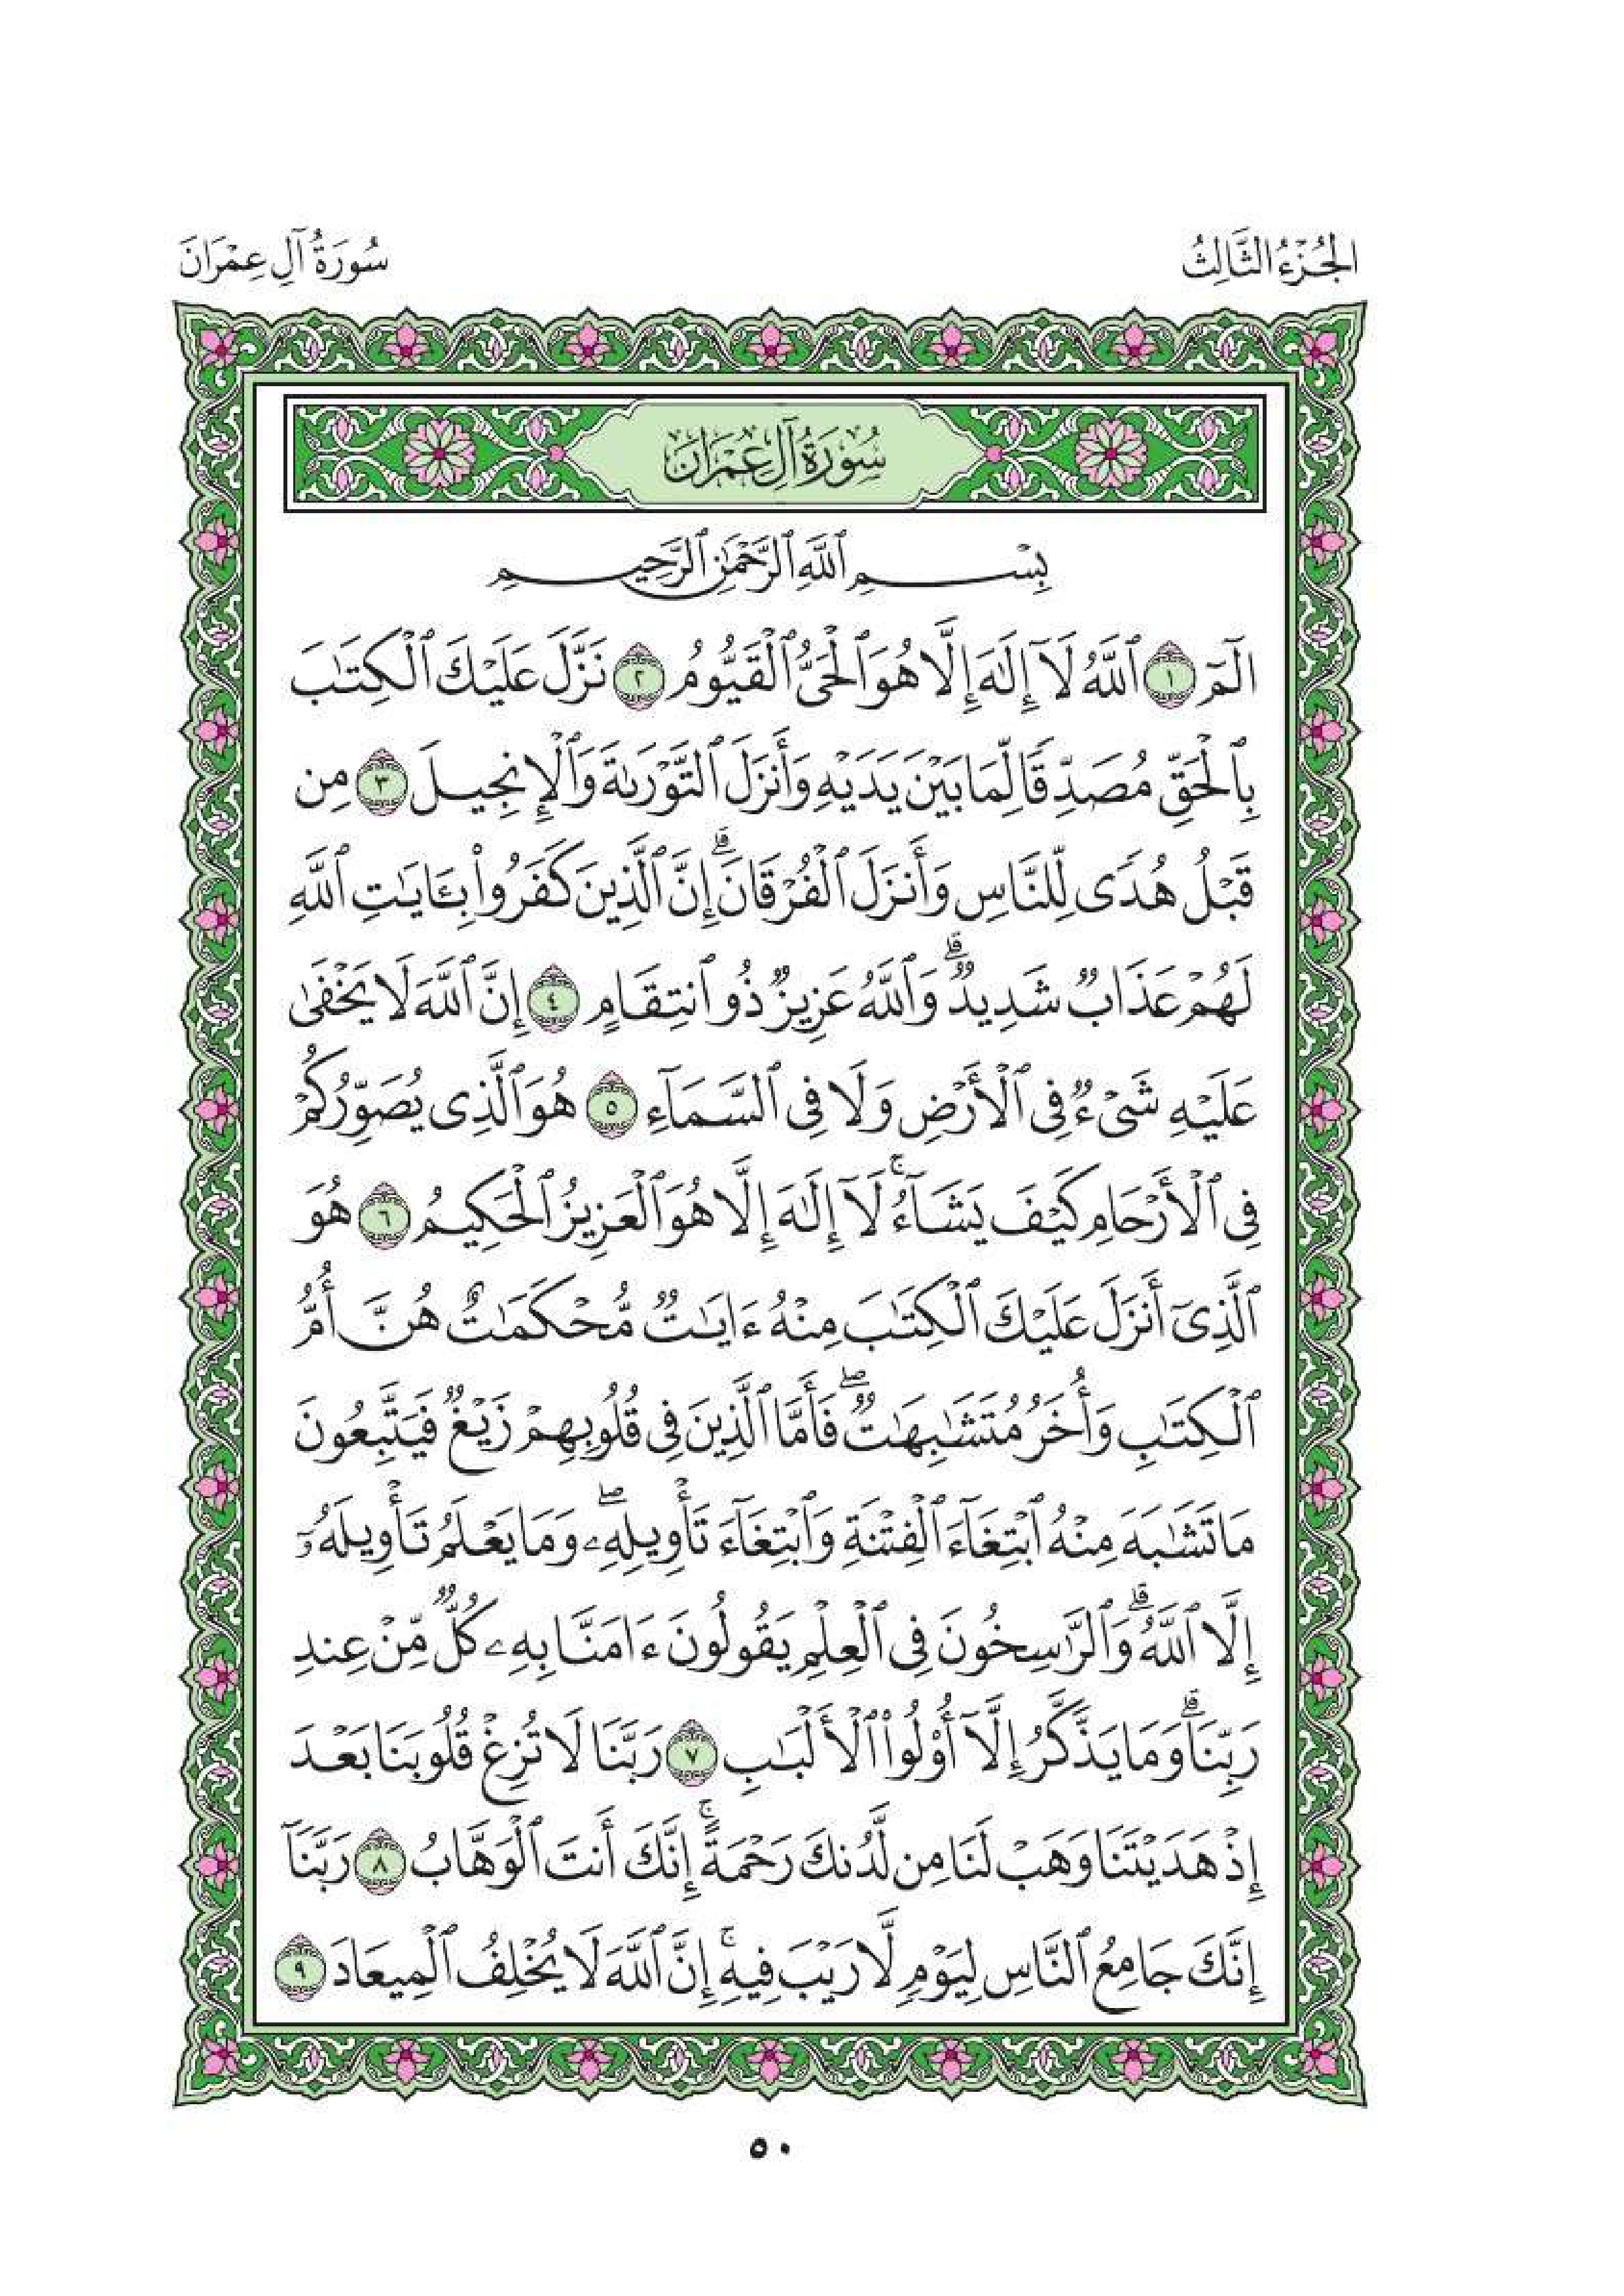 الجُزْءُ الثَّالِثُ
سُورَةُ آلِ عِمْرَانَ
سُورَةُ آلِ عِمْرَانَ
بِسْمِ ٱللَّهِ ٱلرَّحْمَٰنِ ٱلرَّحِيمِ
الٓمٓ ١ ٱللَّهُ لَآ إِلَٰهَ إِلَّا هُوَ ٱلْحَىُّ ٱلْقَيُّومُ ٢ نَزَّلَ عَلَيْكَ ٱلْكِتَٰبَ
بِٱلْحَقِّ مُصَدِّقًا لِّمَا بَيْنَ يَدَيْهِ وَأَنزَلَ ٱلتَّوْرَىٰةَ وَٱلْإِنجِيلَ ٣ مِن
قَبْلُ هُدًى لِّلنَّاسِ وَأَنزَلَ ٱلْفُرْقَانَۗ إِنَّ ٱلَّذِينَ كَفَرُوا۟ بِـَٔايَٰتِ ٱللَّهِ
لَهُمْ عَذَابٌ شَدِيدٌۗ وَٱللَّهُ عَزِيزٌ ذُو ٱنتِقَامٍ ٤ إِنَّ ٱللَّهَ لَا يَخْفَىٰ
عَلَيْهِ شَىْءٌ فِى ٱلْأَرْضِ وَلَا فِى ٱلسَّمَآءِ ٥ هُوَ ٱلَّذِى يُصَوِّرُكُمْ
فِى ٱلْأَرْحَامِ كَيْفَ يَشَآءُۚ لَآ إِلَٰهَ إِلَّا هُوَ ٱلْعَزِيزُ ٱلْحَكِيمُ ٦ هُوَ
ٱلَّذِىٓ أَنزَلَ عَلَيْكَ ٱلْكِتَٰبَ مِنْهُ ءَايَٰتٌ مُّحْكَمَٰتٌ هُنَّ أُمُّ
ٱلْكِتَٰبِ وَأُخَرُ مُتَشَٰبِهَٰتٌۖ فَأَمَّا ٱلَّذِينَ فِى قُلُوبِهِمْ زَيْغٌ فَيَتَّبِعُونَ
مَا تَشَٰبَهَ مِنْهُ ٱبْتِغَآءَ ٱلْفِتْنَةِ وَٱبْتِغَآءَ تَأْوِيلِهِۦۖ وَمَا يَعْلَمُ تَأْوِيلَهُۥٓ
إِلَّا ٱللَّهُۗ وَٱلرَّٰسِخُونَ فِى ٱلْعِلْمِ يَقُولُونَ ءَامَنَّا بِهِۦ كُلٌّ مِّنْ عِندِ
رَبِّنَاۗ وَمَا يَذَّكَّرُ إِلَّآ أُو۟لُوا۟ ٱلْأَلْبَٰبِ ٧ رَبَّنَا لَا تُزِغْ قُلُوبَنَا بَعْدَ
إِذْ هَدَيْتَنَا وَهَبْ لَنَا مِن لَّدُنكَ رَحْمَةًۚ إِنَّكَ أَنتَ ٱلْوَهَّابُ ٨ رَبَّنَآ
إِنَّكَ جَامِعُ ٱلنَّاسِ لِيَوْمٍ لَّا رَيْبَ فِيهِۚ إِنَّ ٱللَّهَ لَا يُخْلِفُ ٱلْمِيعَادَ ٩
٥٠